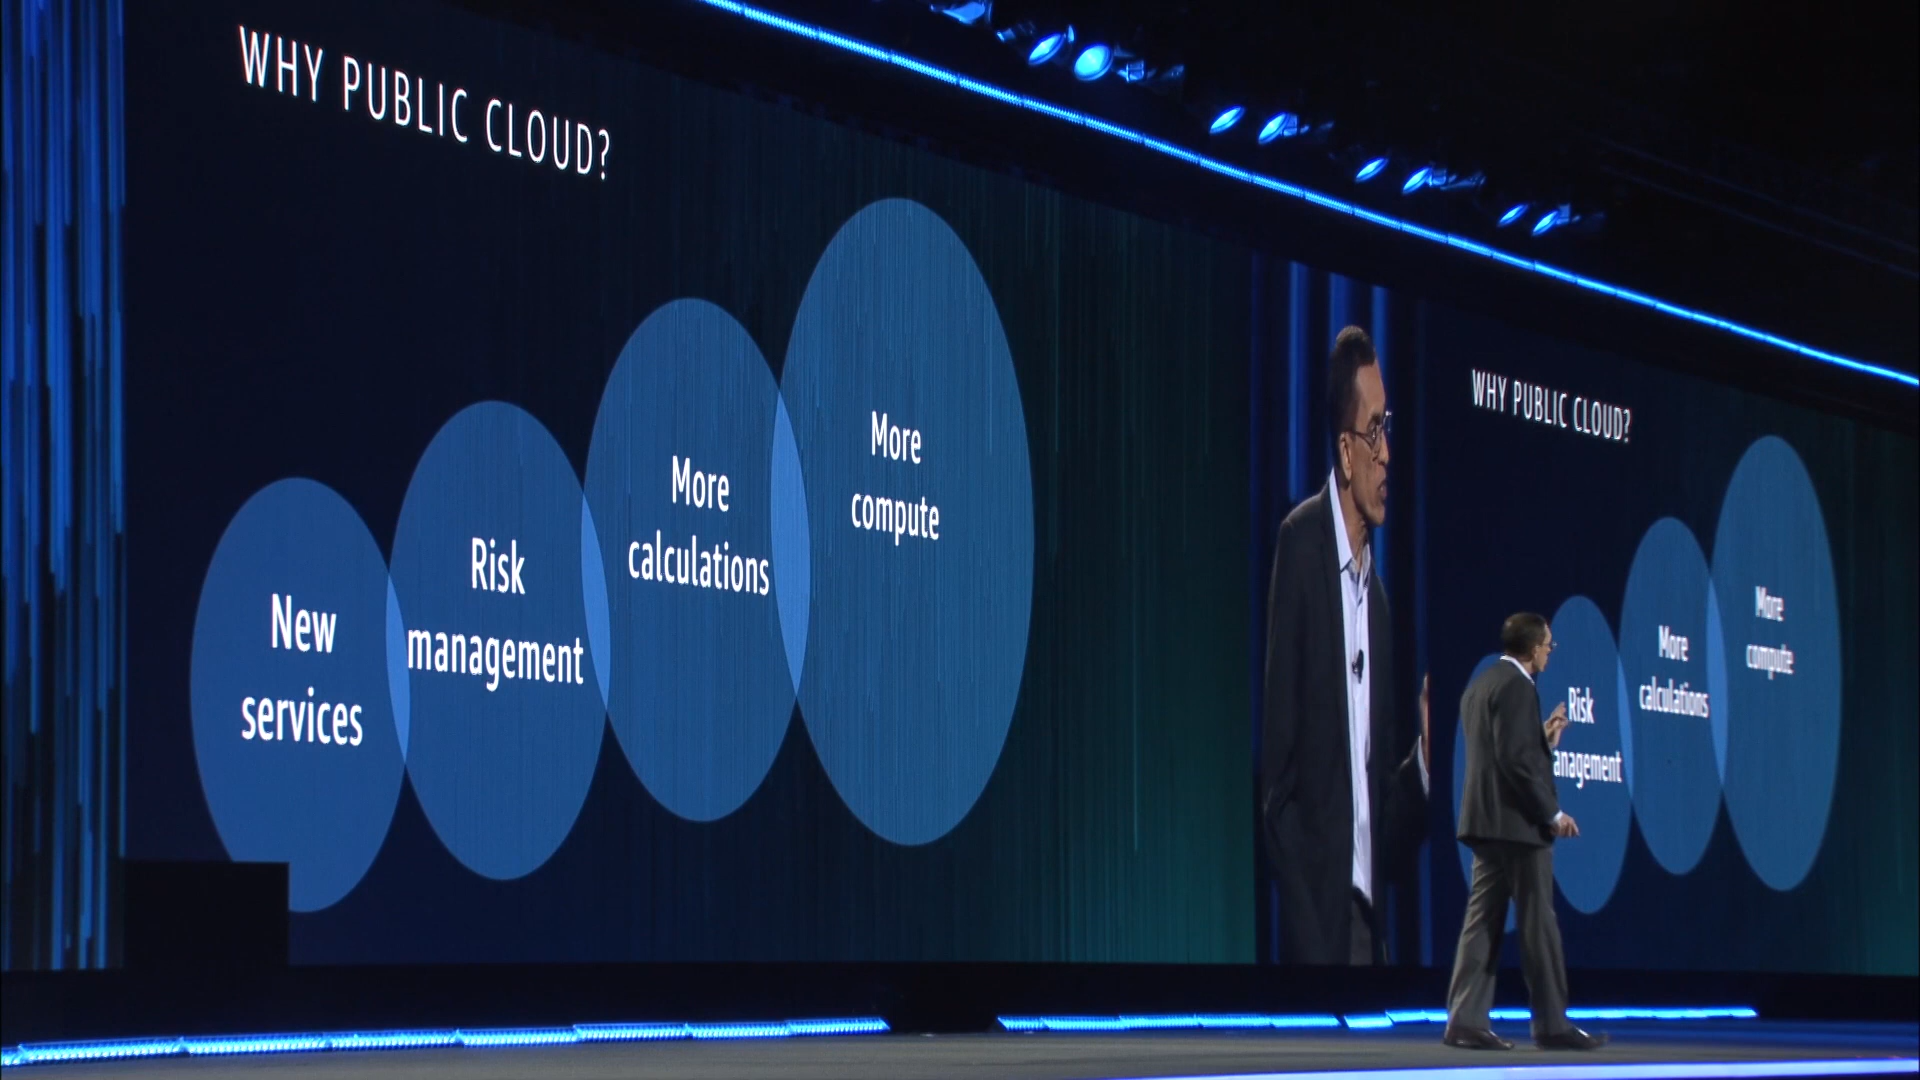 WHY PUBLIC CLOUD?
New
services
Risk
management
More
calculations
More
compute
WHY PUBLIC CLOUD?
Risk
anagement
More
calculations
More
compute